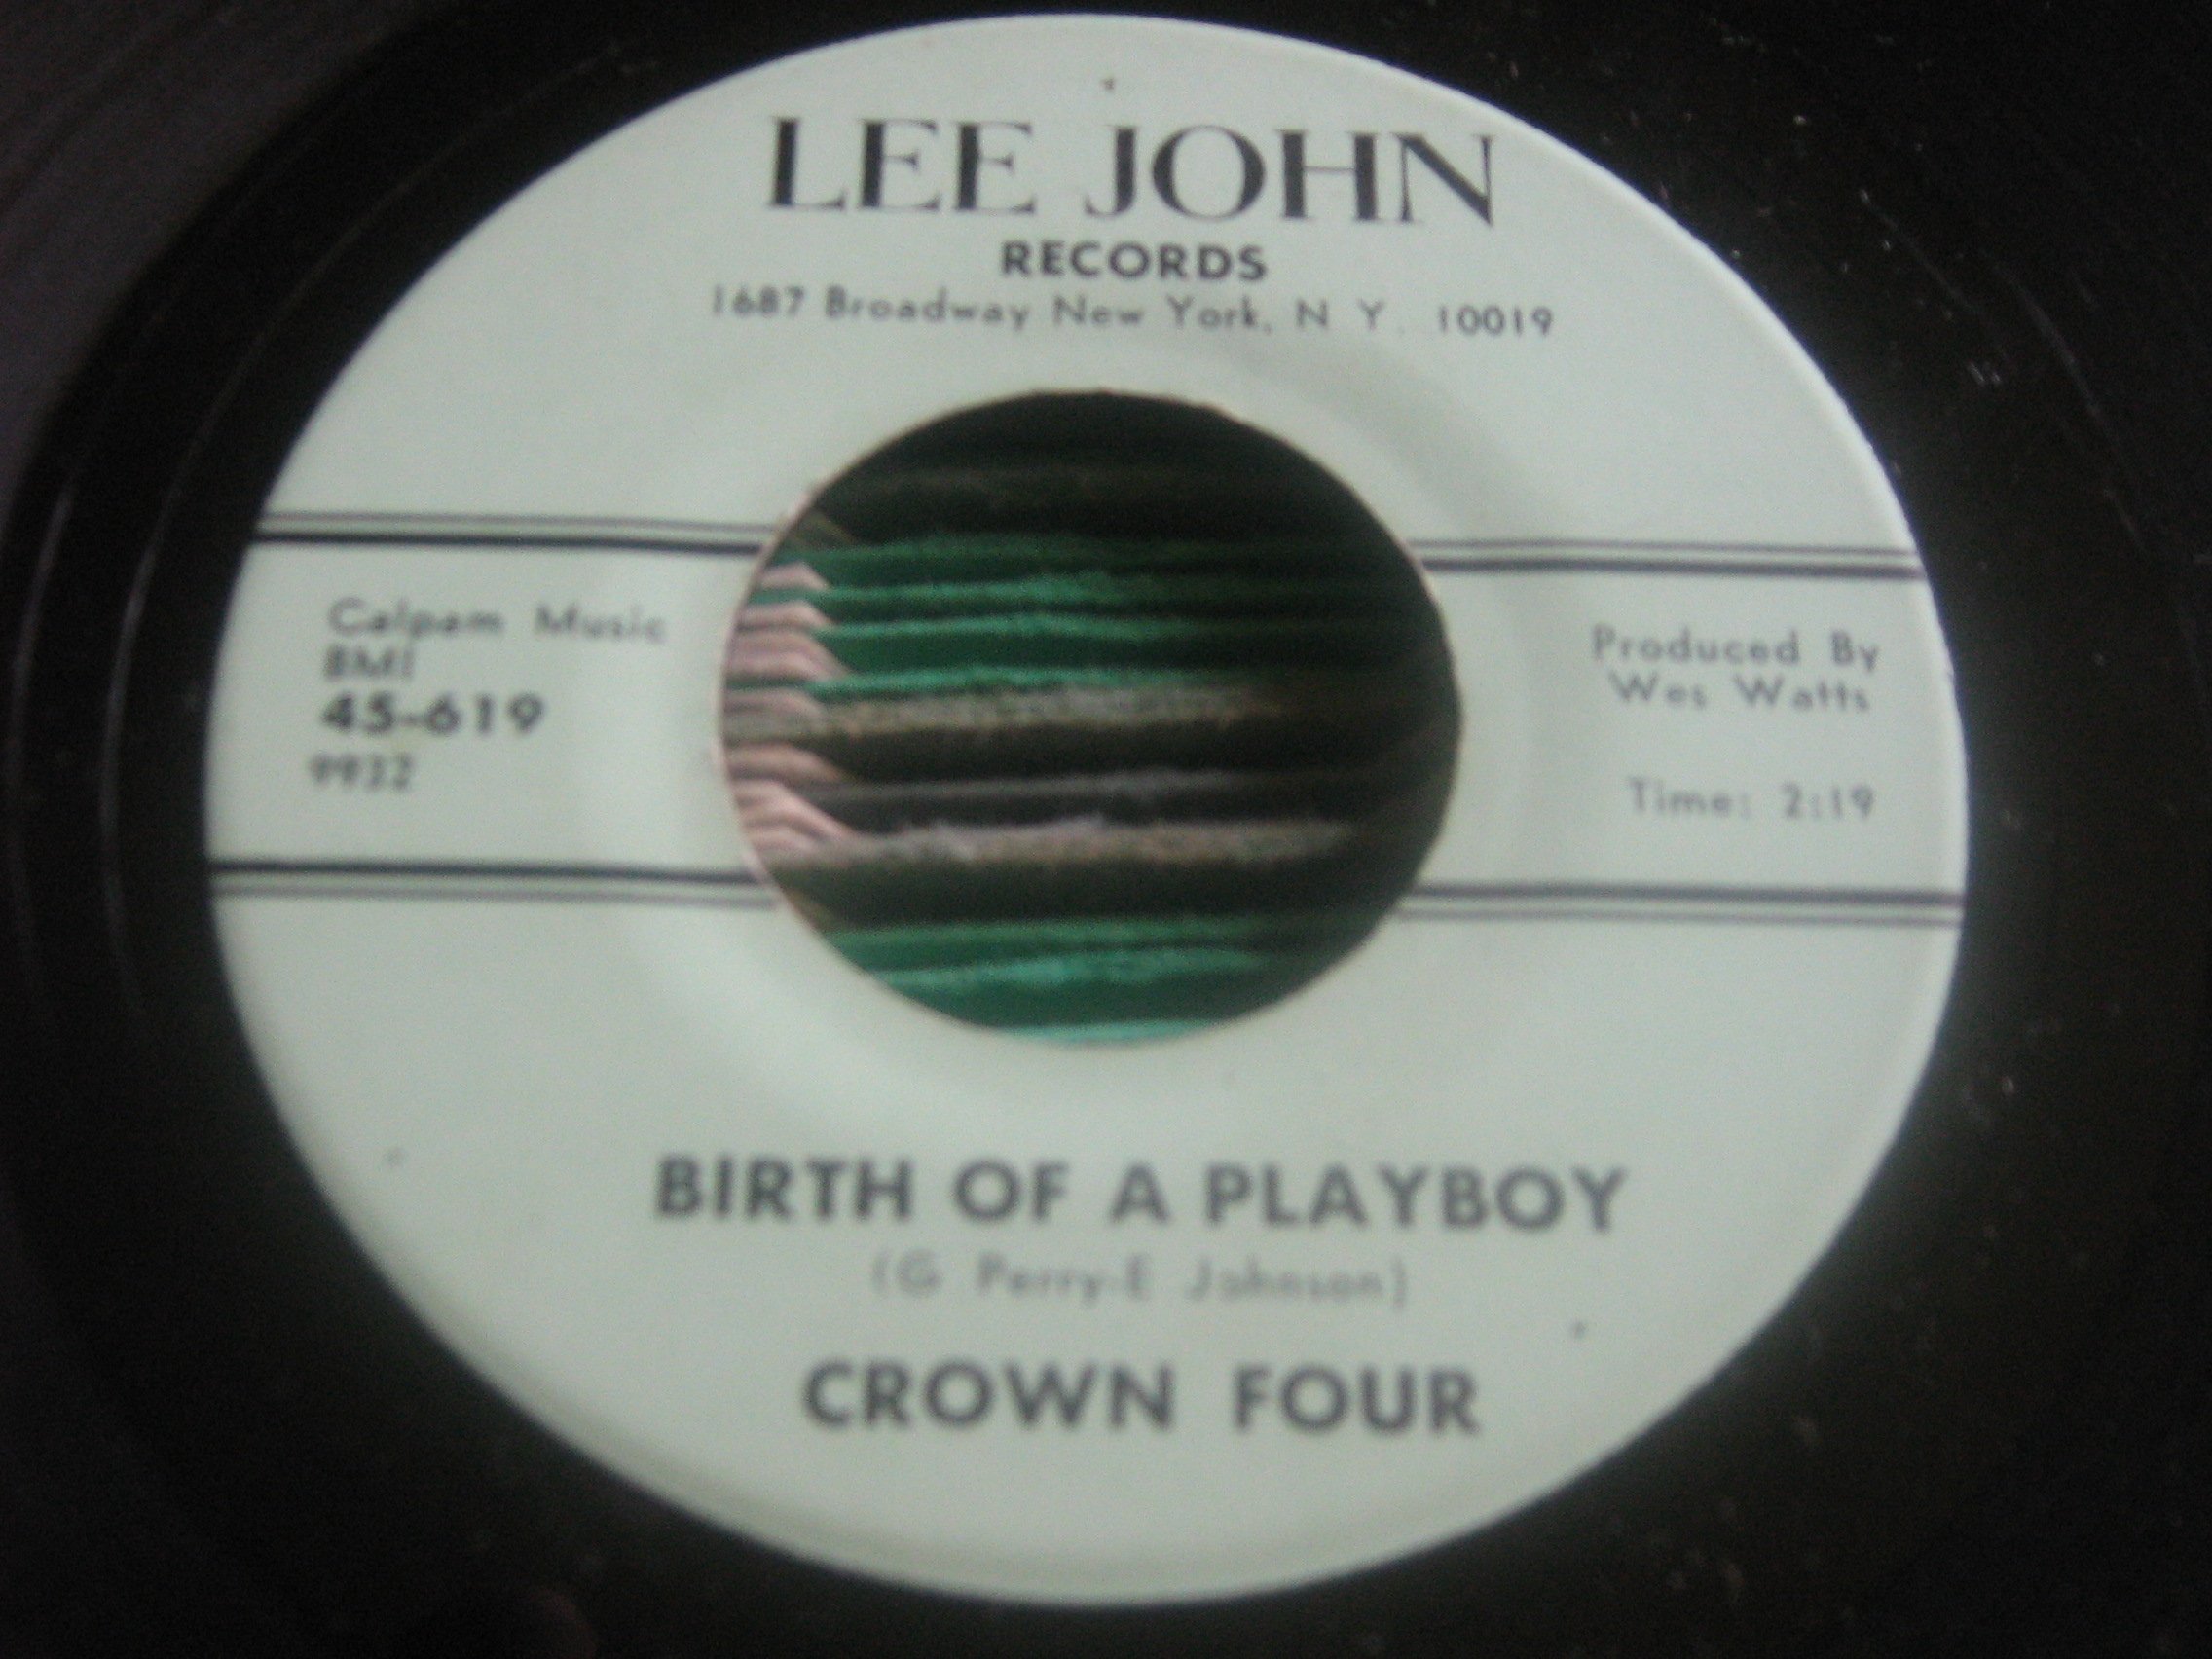 LEE JOHN
RECORDS
1687 Broadway New York, N Y. 10019
Calpam Music
BMI
45-619
9932
Produced By
Wes Watts
Time: 2:19
BIRTH OF A PLAYBOY
(G Perry-E Johnson)
CROWN FOUR